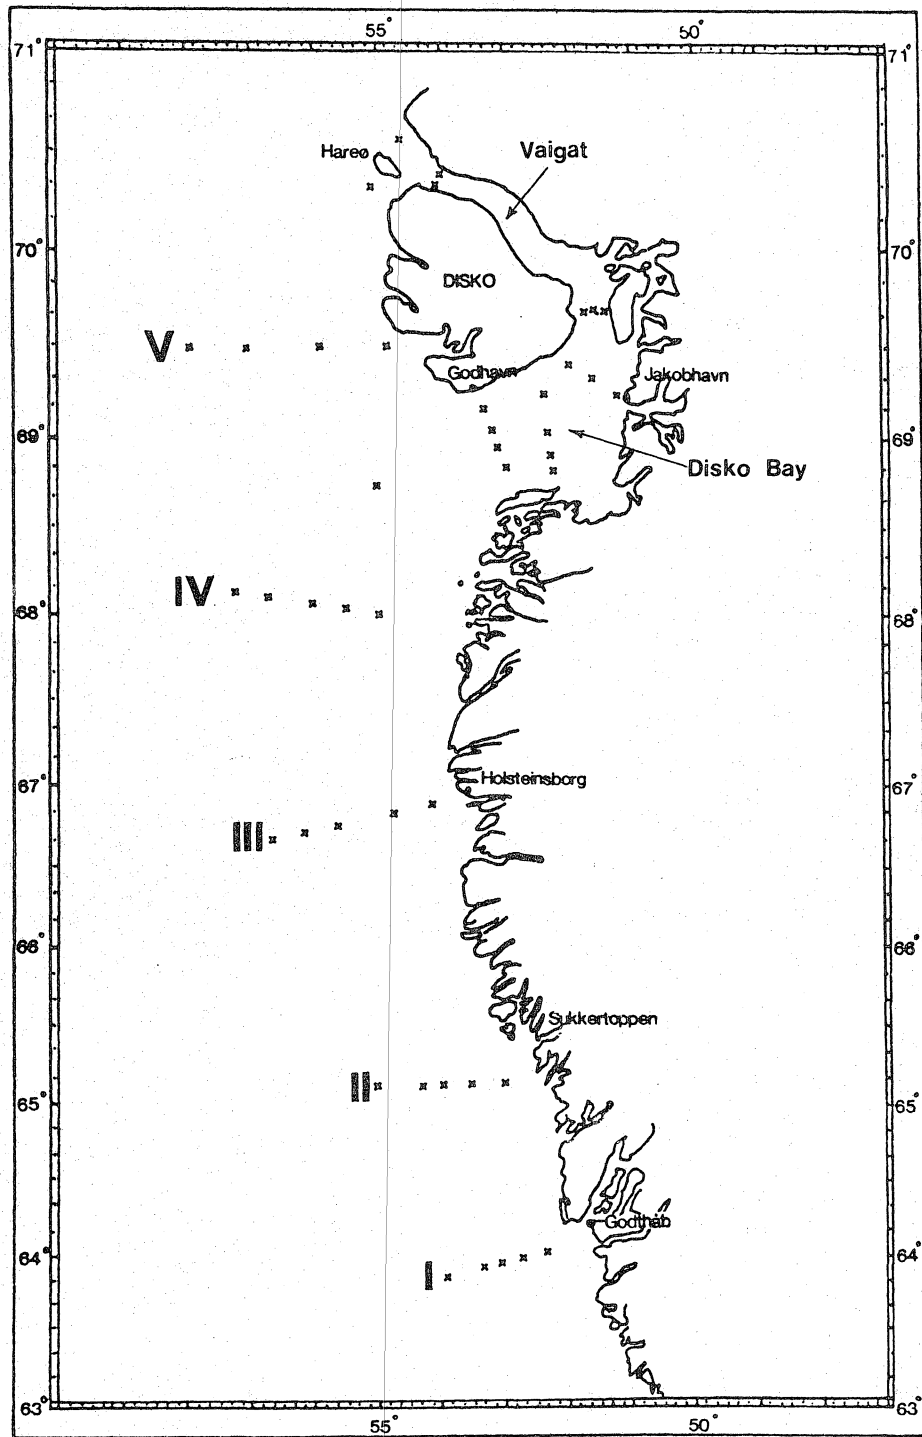 55°
50°
71°
71°
Hareø
Vaigat
70°
70°
DISKO
V
Godhavn
Jakobhavn
69°
69°
Disko Bay
IV
68°
68°
67°
Holsteinsborg
67°
III
66°
66°
Sukkertoppen
II
65°
65°
Godthåb
64°
64°
I
63°
63°
55°
50°